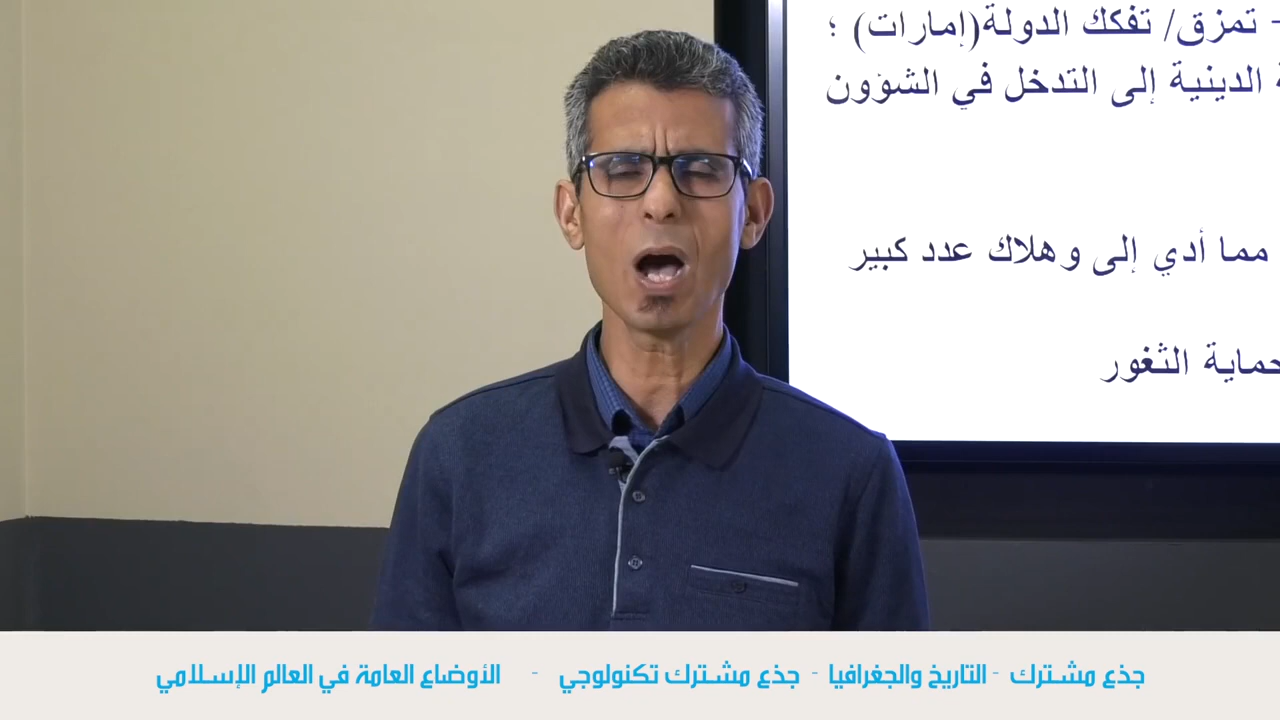 - تمزق/ تفكك الدولة(إمارات) ؛
الدينية إلى التدخل في الشؤون
مما أدي إلى وهلاك عدد كبير
حماية الثغور
جذع مشترك - التاريخ والجغرافيا - جذع مشترك تكنولوجي - الأوضاع العامة في العالم الإسلامي